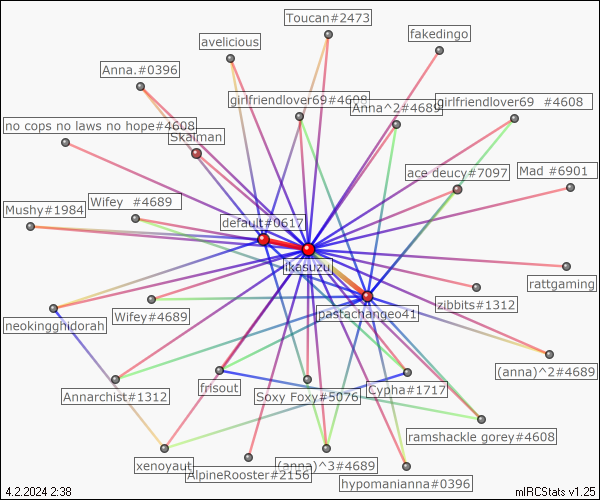 Toucan#2473
fakedingo
avelicious
Anna.#0396
girlfriendlover69#4608
Anna^2#4689
girlfriendlover69 #4608
no cops no laws no hope#4608
Skaiman
ace deucy#7097
Mad #6901
Wifey #4689
Mushy#1984
default#0617
ikasuzu
rattgaming
zibbits#1312
pastachangeo41
Wifey#4689
neokingghidorah
(anna)^2#4689
frisout
Cypha#1717
Annarchist#1312
Soxy Foxy#5076
ramshackle gorey#4608
xenoyaut
(anna)^3#4689
AlpineRooster#2156
hypomanianna#0396
4.2.2024 2:38
mIRCStats v1.25